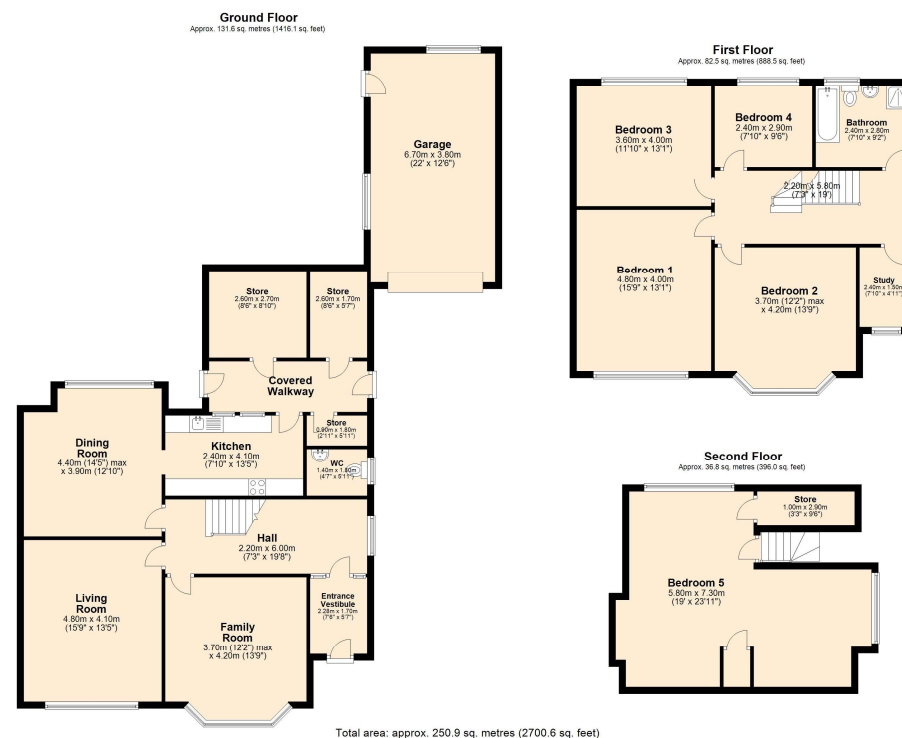 Ground Floor
Approx. 131.6 sq. metres (1416.1 sq. feet)
Garage
6.70m x 3.80m
(22' x 12'6")
Store
2.60m x 2.70m
(8'6" x 8'10")
Store
2.60m x 1.70m
(8'6" x 5'7")
Covered
Walkway
Store
0.90m x 1.80m
(2'11" x 5'11")
Dining
Room
4.40m (14'5") max
x 3.90m (12'10")
Kitchen
2.40m x 4.10m
(7'10" x 13'5")
WC
1.40m x 1.80m
(4'7" x 5'11")
Hall
2.20m x 6.00m
(7'3" x 19'8")
Living
Room
4.80m x 4.10m
(15'9" x 13'5")
Family
Room
3.70m (12'2") max
x 4.20m (13'9")
Entrance
Vestibule
2.28m x 1.70m
(7'6" x 5'7")
First Floor
Approx. 82.5 sq. metres (888.5 sq. feet)
Bedroom 3
3.60m x 4.00m
(11'10" x 13'1")
Bedroom 4
2.40m x 2.90m
(7'10" x 9'6")
Bathroom
2.40m x 2.80m
(7'10" x 9'2")
2.20m x 5.80m
(7'3" x 19')
Bedroom 1
4.80m x 4.00m
(15'9" x 13'1")
Bedroom 2
3.70m (12'2") max
x 4.20m (13'9")
Study
2.40m x 1.50m
(7'10" x 4'11")
Second Floor
Approx. 36.8 sq. metres (396.0 sq. feet)
Store
1.00m x 2.90m
(3'3" x 9'6")
Bedroom 5
5.80m x 7.30m
(19' x 23'11")
Total area: approx. 250.9 sq. metres (2700.6 sq. feet)